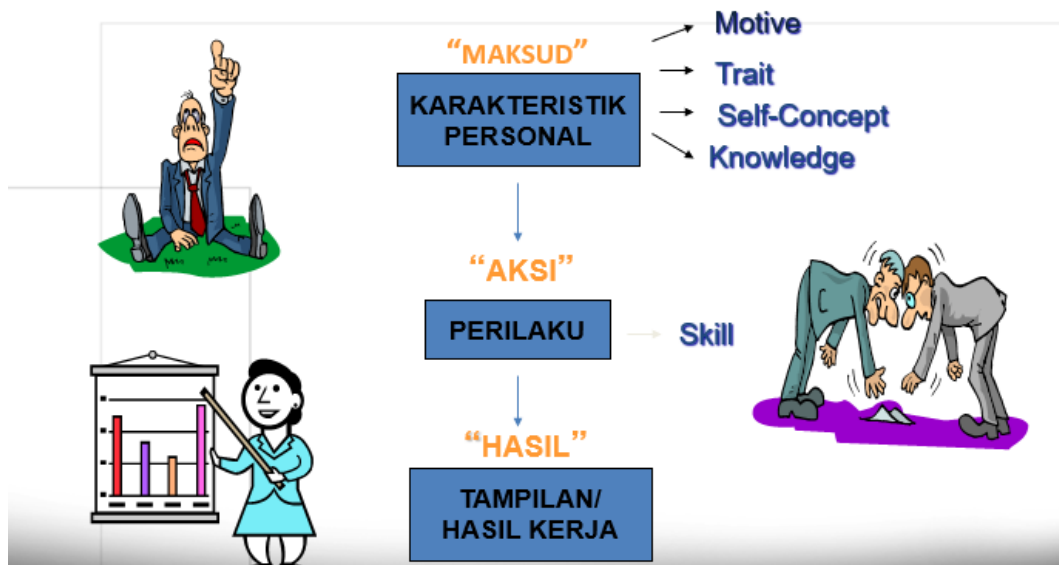 “MAKSUD”
KARAKTERISTIK
PERSONAL
Motive
Trait
Self-Concept
Knowledge
“AKSI”
PERILAKU
Skill
“HASIL”
TAMPILAN/
HASIL KERJA